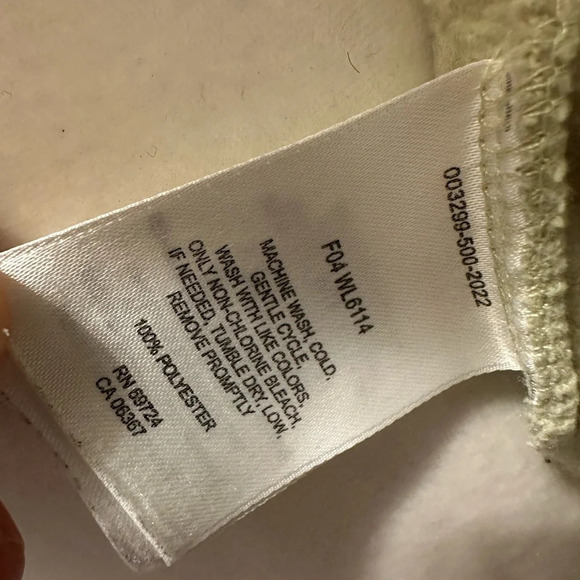 003299-500-2022
F04 WL6114
MACHINE WASH, COLD,
GENTLE CYCLE,
WASH WITH LIKE COLORS,
ONLY NON-CHLORINE BLEACH,
IF NEEDED, TUMBLE DRY, LOW,
REMOVE PROMPTLY
100% POLYESTER
RN 69724
CA 06367